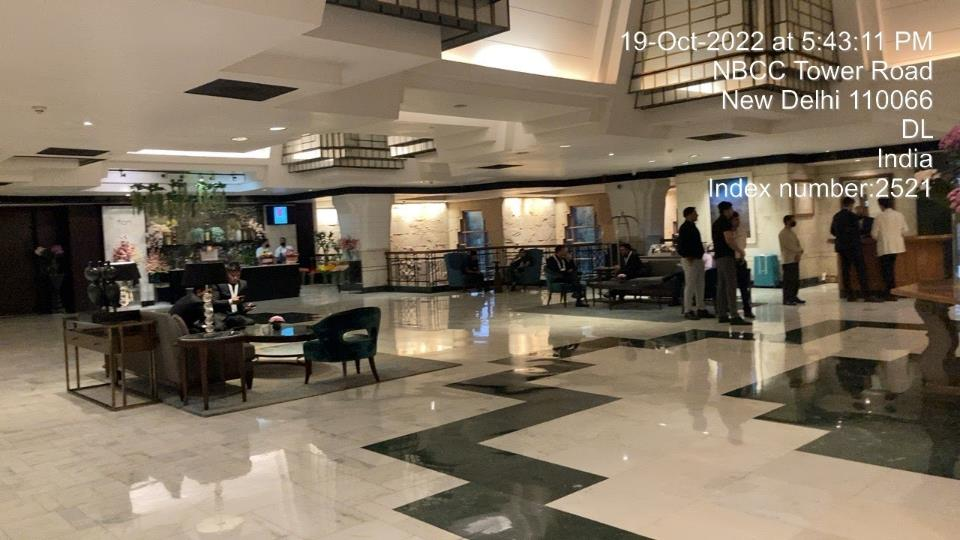 19-Oct-2022 at 5:43:11 PM
NBCC Tower Road
New Delhi 110066
DL
India
Index number:2521